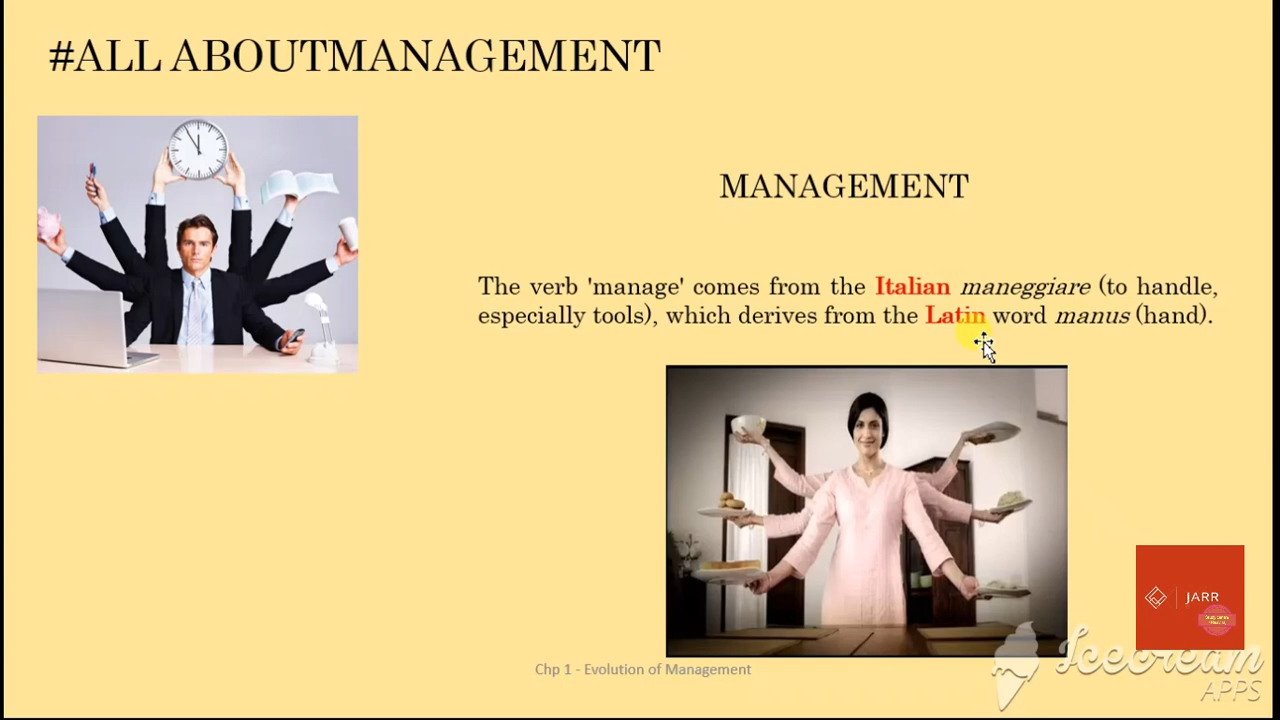 #ALL ABOUTMANAGEMENT
MANAGEMENT
The verb 'manage' comes from the Italian maneggiare (to handle,
especially tools), which derives from the Latin word manus (hand).
JARR
Chp 1 - Evolution of Management
Icecream
APPS